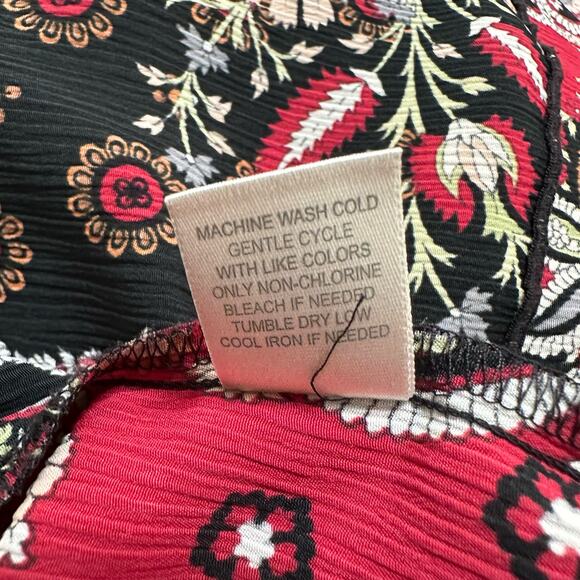 MACHINE WASH COLD
GENTLE CYCLE
WITH LIKE COLORS
ONLY NON-CHLORINE
BLEACH IF NEEDED
TUMBLE DRY LOW
COOL IRON IF NEEDED